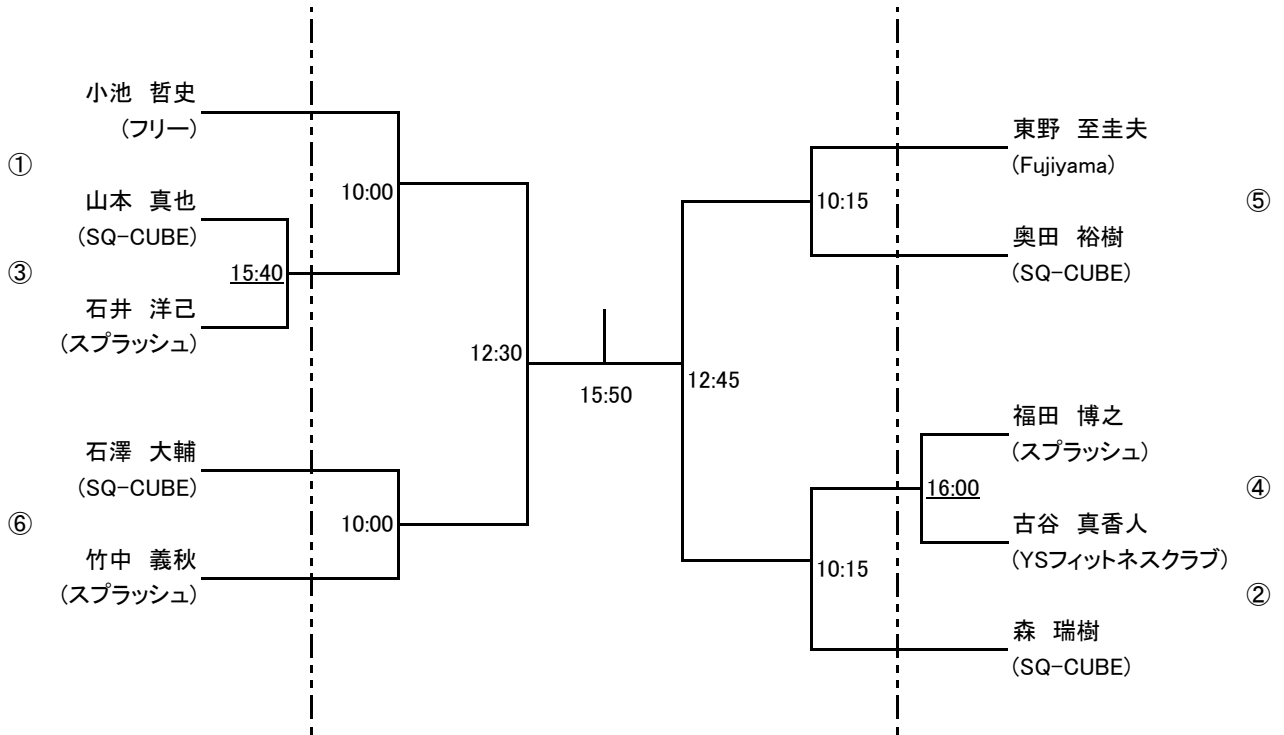 小池 哲史
(フリー)
①
山本 真也
(SQ-CUBE)
③
石井 洋己
(スプラッシュ)
15:40
10:00
石澤 大輔
(SQ-CUBE)
⑥
竹中 義秋
(スプラッシュ)
10:00
12:30
15:50
12:45
東野 至圭夫
(Fujiyama)
10:15
⑤
奥田 裕樹
(SQ-CUBE)
福田 博之
(スプラッシュ)
16:00
④
古谷 真香人
(YSフィットネスクラブ)
10:15
②
森 瑞樹
(SQ-CUBE)